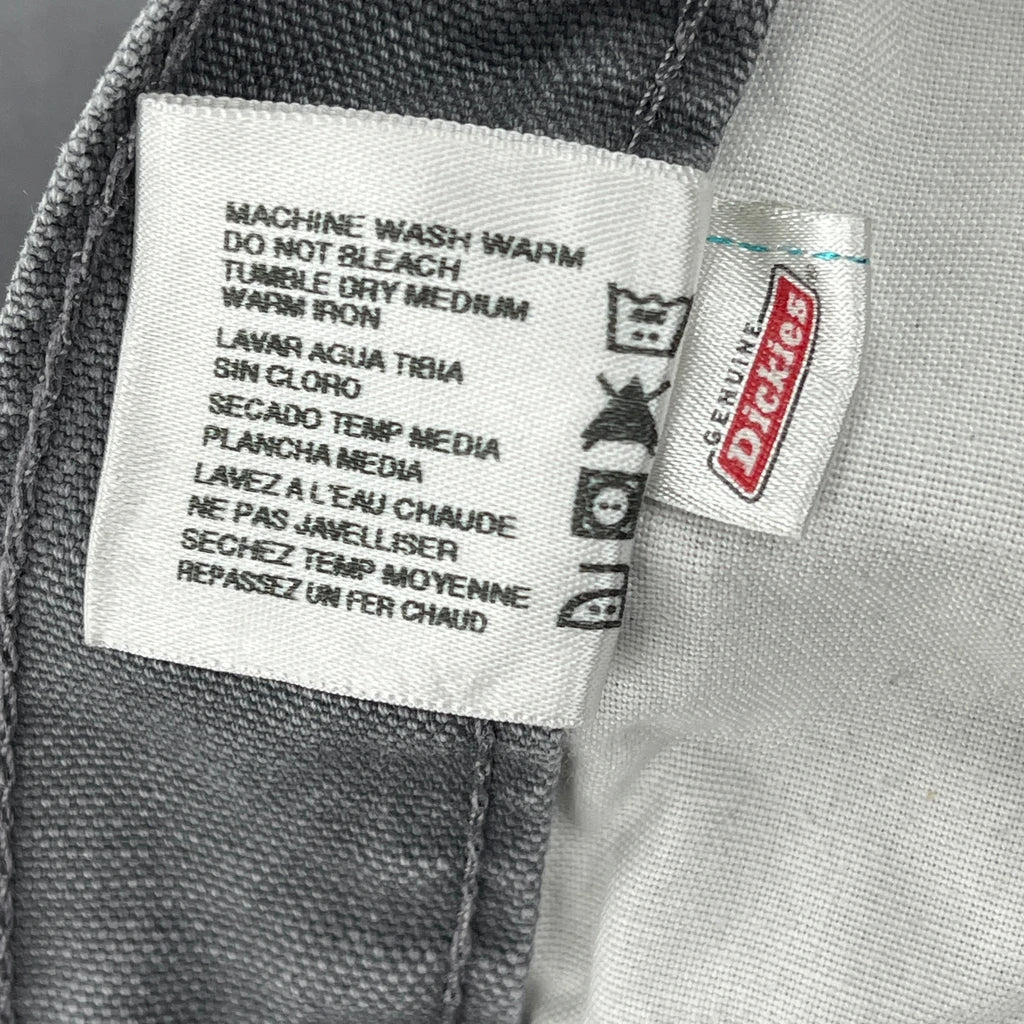 MACHINE WASH WARM
DO NOT BLEACH
TUMBLE DRY MEDIUM
WARM IRON
LAVAR AGUA TIBIA
SIN CLORO
SECADO TEMP MEDIA
PLANCHA MEDIA
LAVEZ A L'EAU CHAUDE
NE PAS JAVELLISER
SECHEZ TEMP MOYENNE
REPASSEZ UN FER CHAUD
GENUINE
Dickies